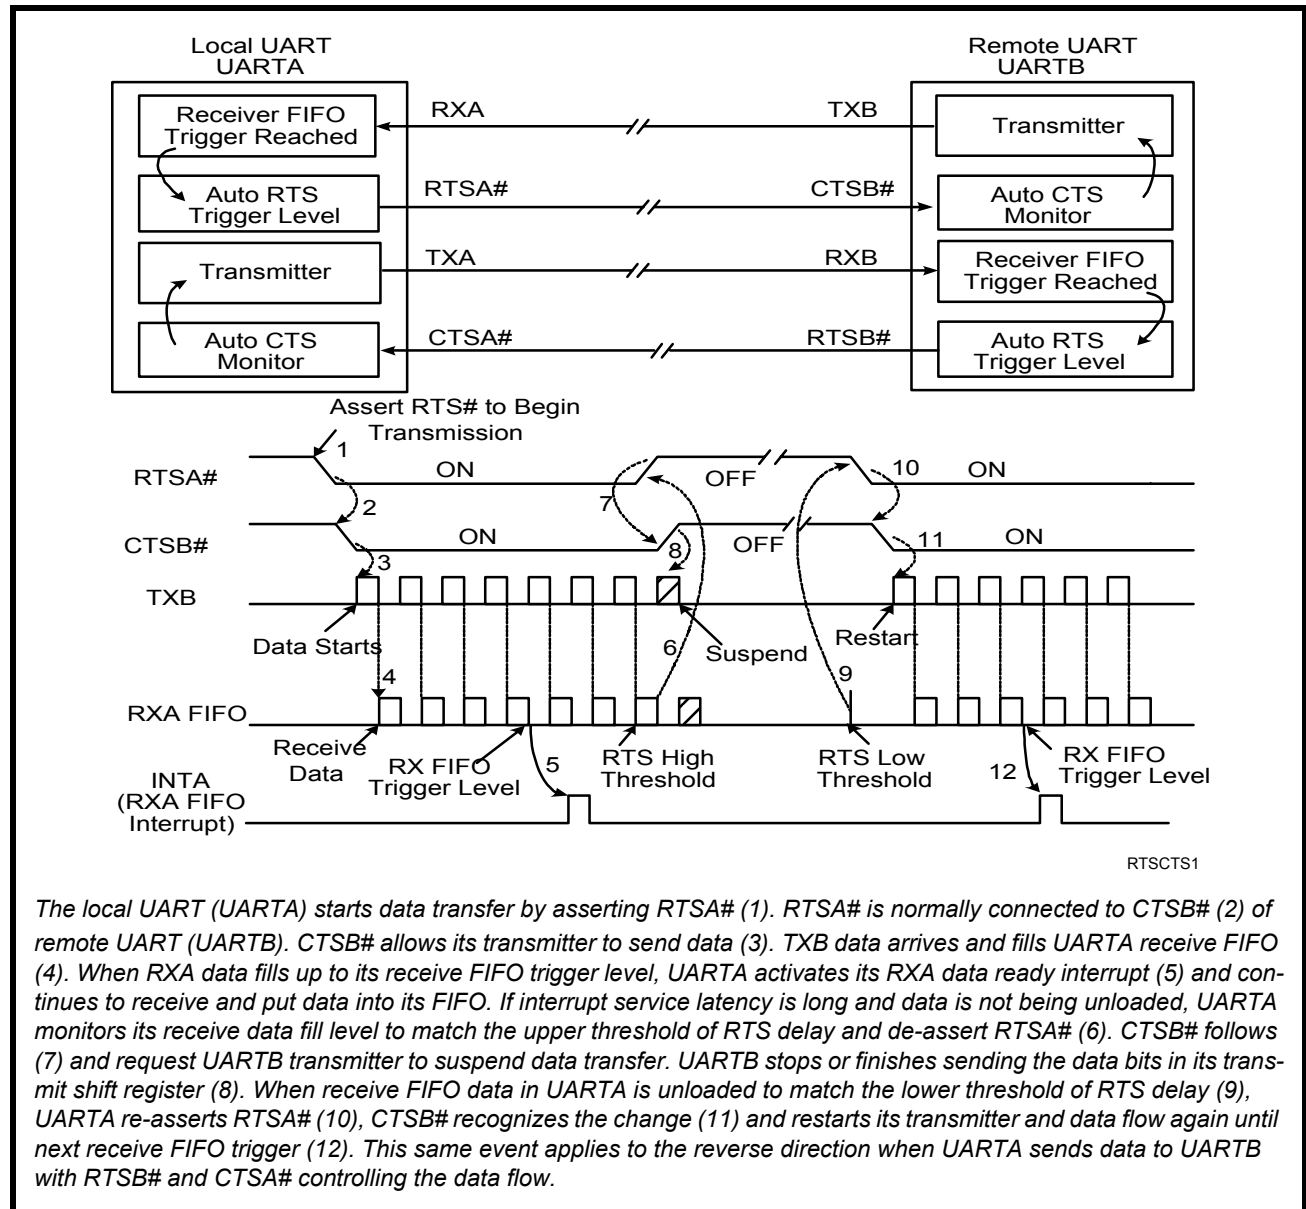 Local UART
UARTA
Remote UART
UARTB
Receiver FIFO
Trigger Reached
RXA
TXB
Transmitter
Auto RTS
Trigger Level
RTSA#
CTSB#
Auto CTS
Monitor
Transmitter
TXA
RXB
Receiver FIFO
Trigger Reached
Auto CTS
Monitor
CTSA#
RTSB#
Auto RTS
Trigger Level
Assert RTS# to Begin
Transmission
1
RTSA#
ON
OFF
10
ON
2
7
CTSB#
ON
8
OFF
11
ON
3
TXB
Data Starts
6
Suspend
Restart
4
9
RXA FIFO
Receive
Data
RX FIFO
Trigger Level
5
RTS High
Threshold
RTS Low
Threshold
12
RX FIFO
Trigger Level
INTA
(RXA FIFO
Interrupt)
RTSCTS1
The local UART (UARTA) starts data transfer by asserting RTSA# (1). RTSA# is normally connected to CTSB# (2) of
remote UART (UARTB). CTSB# allows its transmitter to send data (3). TXB data arrives and fills UARTA receive FIFO
(4). When RXA data fills up to its receive FIFO trigger level, UARTA activates its RXA data ready interrupt (5) and con-
tinues to receive and put data into its FIFO. If interrupt service latency is long and data is not being unloaded, UARTA
monitors its receive data fill level to match the upper threshold of RTS delay and de-assert RTSA# (6). CTSB# follows
(7) and request UARTB transmitter to suspend data transfer. UARTB stops or finishes sending the data bits in its trans-
mit shift register (8). When receive FIFO data in UARTA is unloaded to match the lower threshold of RTS delay (9),
UARTA re-asserts RTSA# (10), CTSB# recognizes the change (11) and restarts its transmitter and data flow again until
next receive FIFO trigger (12). This same event applies to the reverse direction when UARTA sends data to UARTB
with RTSB# and CTSA# controlling the data flow.